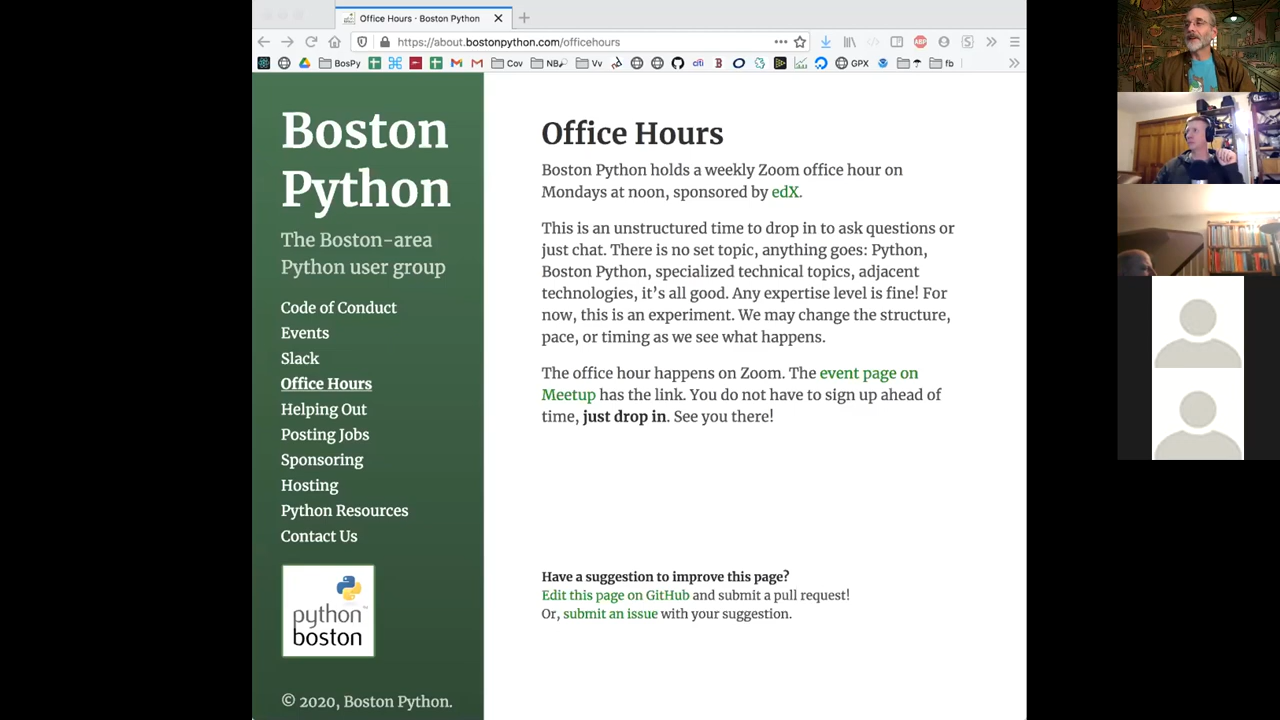 Office Hours · Boston Python
https://about.bostonpython.com/officehours
BosPy
Cov
NB
Vv
citi
GPX
fb
Boston
Python
The Boston-area
Python user group
Code of Conduct
Events
Slack
Office Hours
Helping Out
Posting Jobs
Sponsoring
Hosting
Python Resources
Contact Us
python
boston
© 2020, Boston Python.
Office Hours
Boston Python holds a weekly Zoom office hour on
Mondays at noon, sponsored by edX.
This is an unstructured time to drop in to ask questions or
just chat. There is no set topic, anything goes: Python,
Boston Python, specialized technical topics, adjacent
technologies, it’s all good. Any expertise level is fine! For
now, this is an experiment. We may change the structure,
pace, or timing as we see what happens.
The office hour happens on Zoom. The event page on
Meetup has the link. You do not have to sign up ahead of
time, just drop in. See you there!
Have a suggestion to improve this page?
Edit this page on GitHub and submit a pull request!
Or, submit an issue with your suggestion.